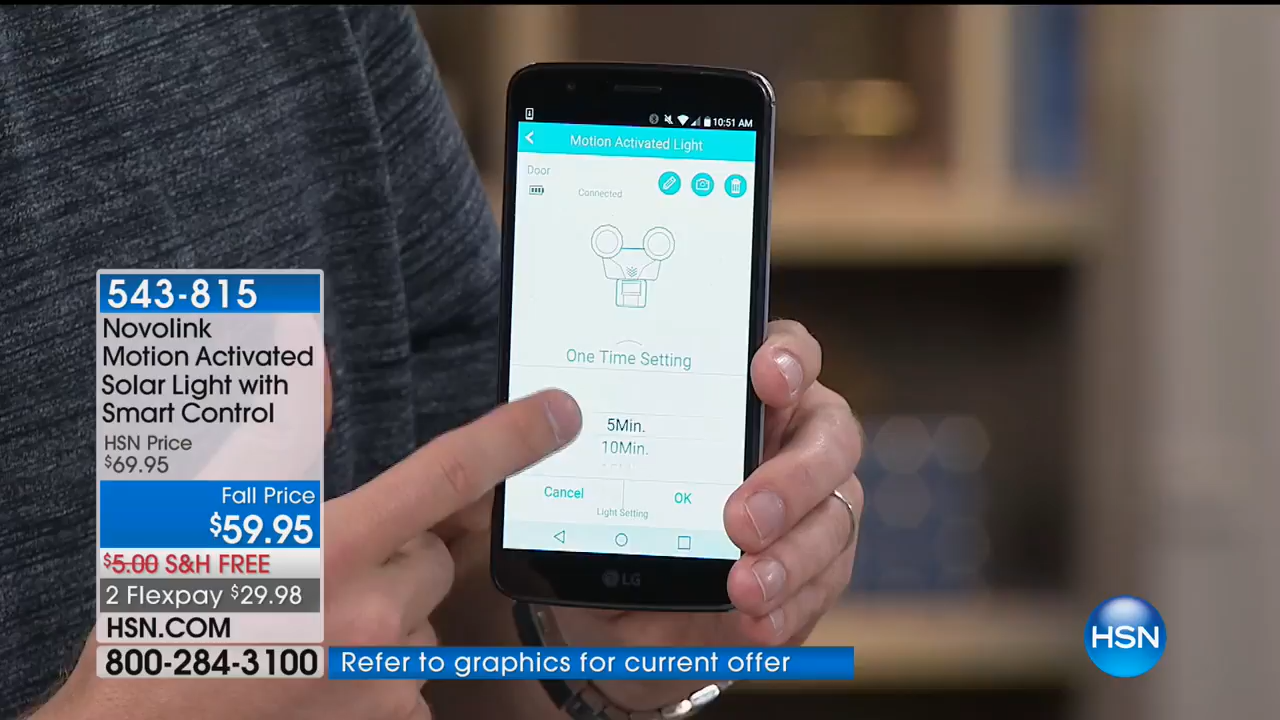 10:51 AM
Motion Activated Light
Door
Connected
One Time Setting
5Min.
10Min.
Cancel
OK
Light Setting
LG
543-815
Novolink
Motion Activated
Solar Light with
Smart Control
HSN Price
$69.95
Fall Price
$59.95
$5.00 S&H FREE
2 Flexpay $29.98
HSN.COM
800-284-3100
Refer to graphics for current offer
HSN